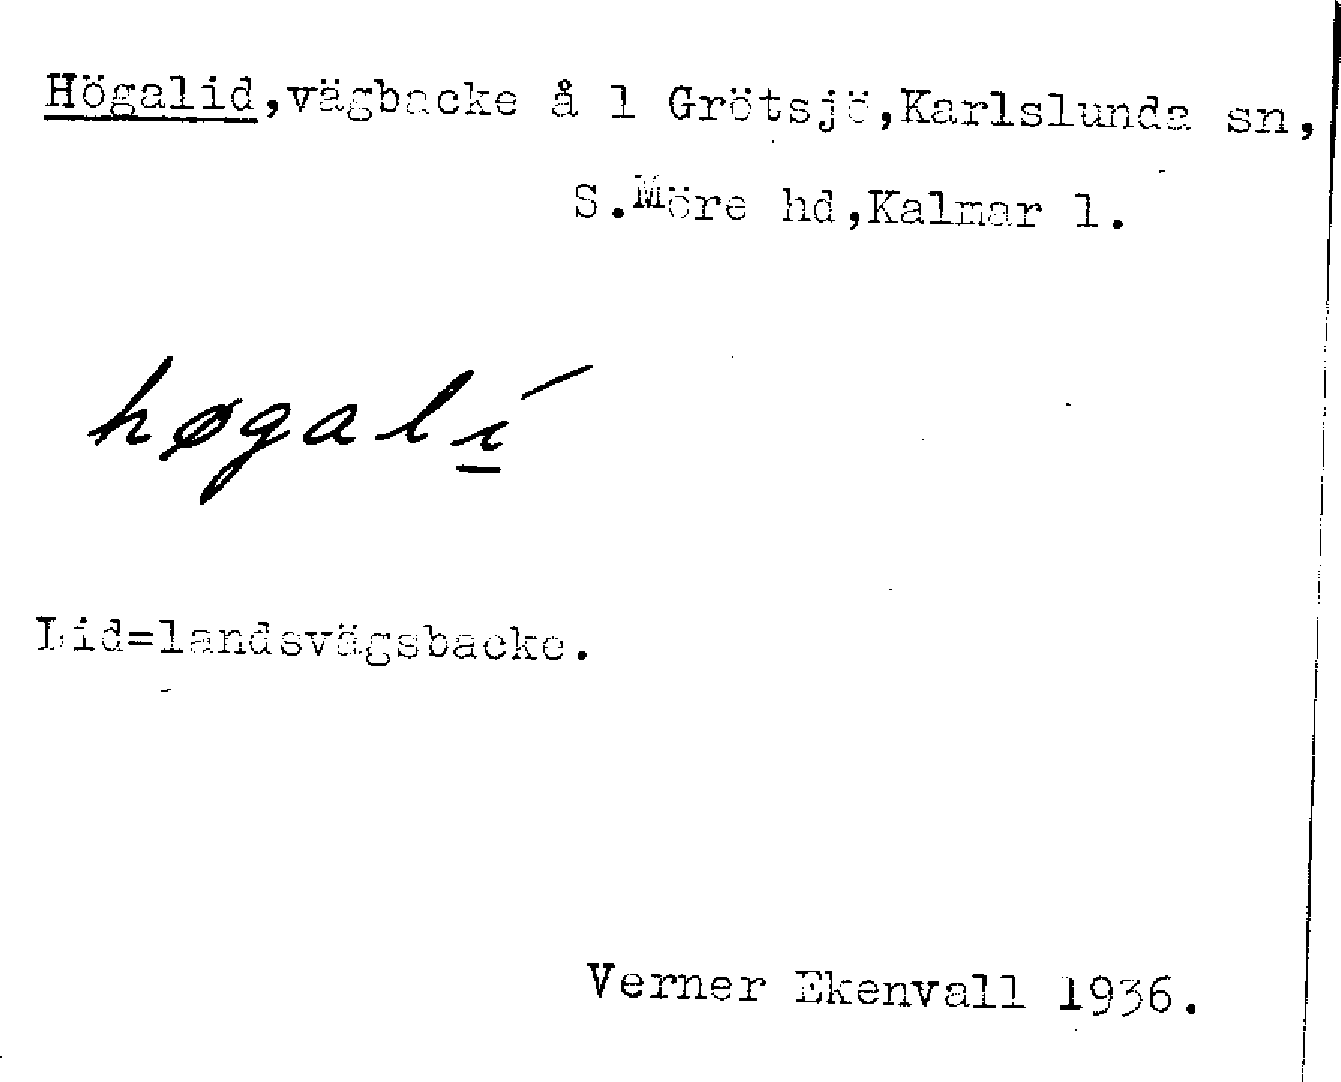 Högalid,vägbacke å 1 Grötsjö,Karlslunda sn,
S.Möre hd,Kalmar l.
høgalí̱
Lid=landsvägsbacke.
Verner Ekenvall 1936.